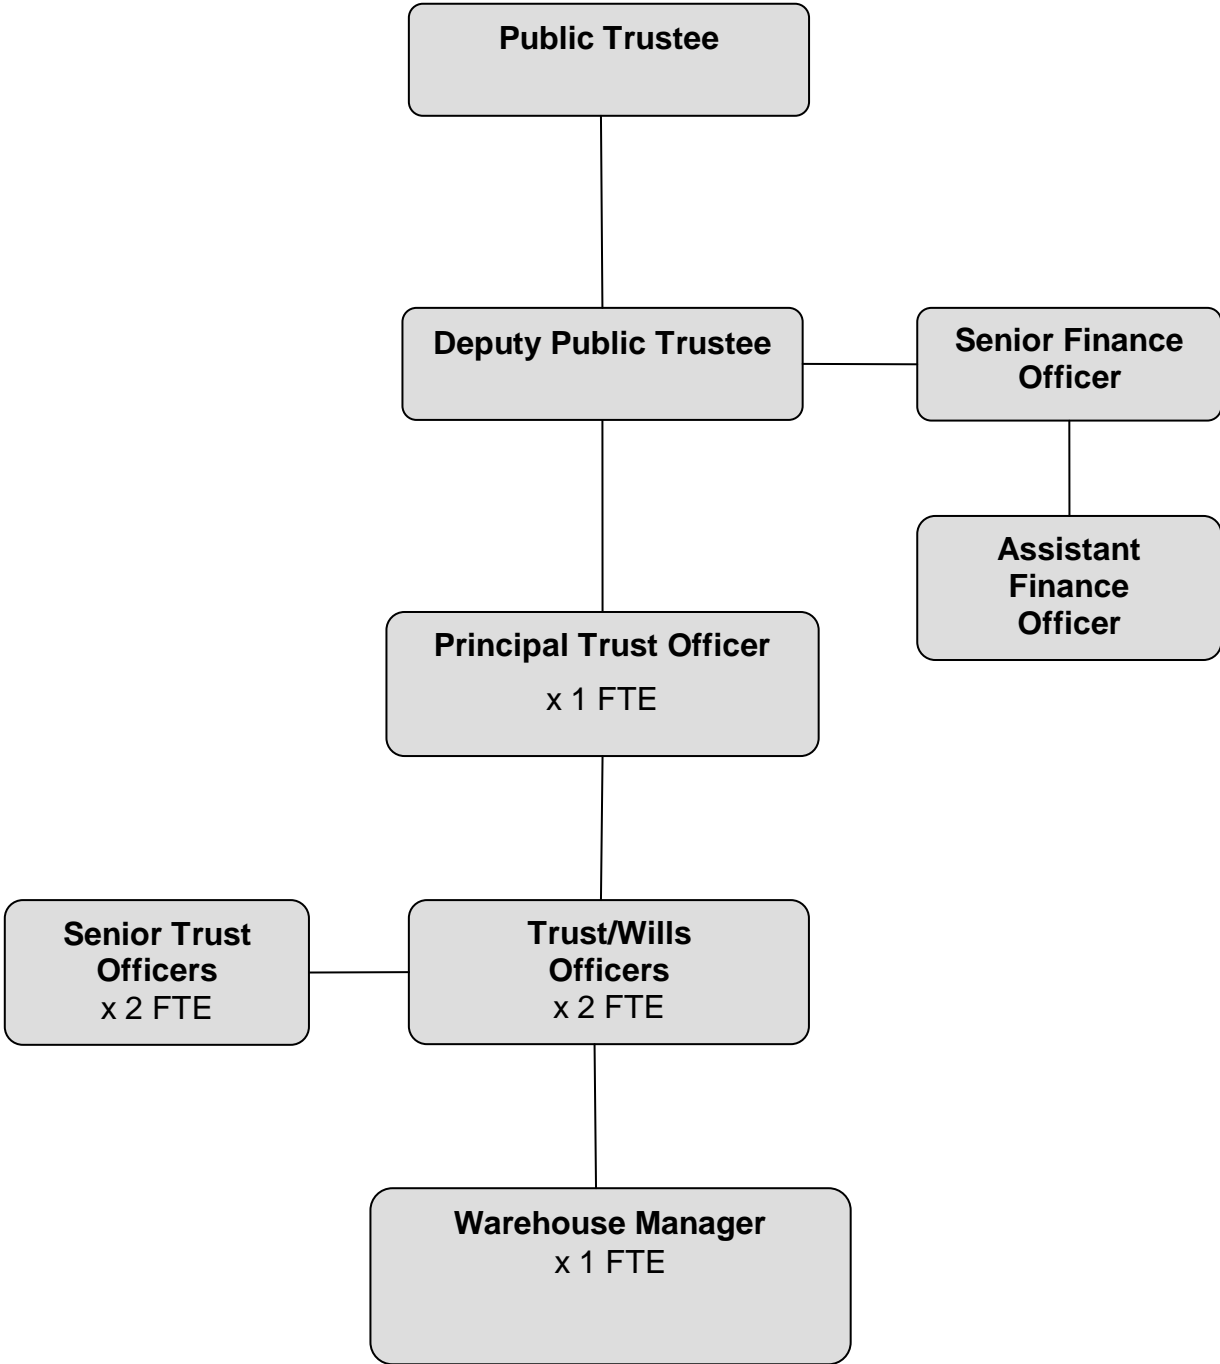 Public Trustee
Deputy Public Trustee
Senior Finance
Officer
Assistant
Finance
Officer
Principal Trust Officer
x 1 FTE
Senior Trust
Officers
x 2 FTE
Trust/Wills
Officers
x 2 FTE
Warehouse Manager
x 1 FTE